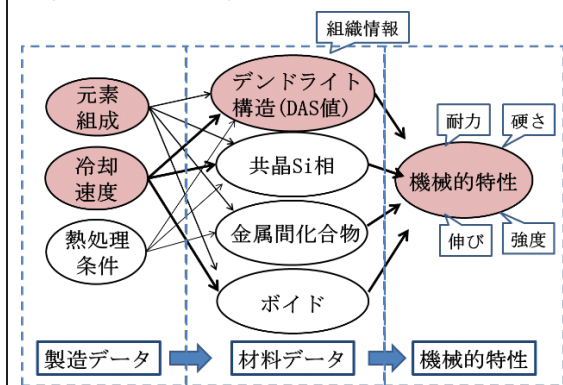 組織情報
元素
組成
冷却
速度
熱処理
条件
デンドライト
構造(DAS値)
共晶Si相
金属間化合物
ボイド
耐力
硬さ
機械的特性
伸び
強度
製造データ
材料データ
機械的特性